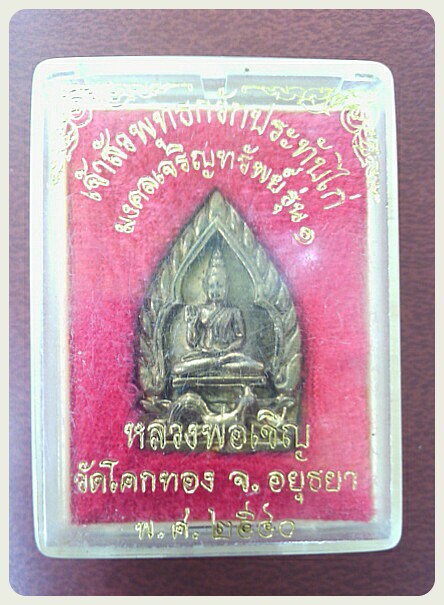 เจ้าสัวพุทธกวักประทับไก่
มงคลเจริญทรัพย์ รุ่น ๑
หลวงพ่อเชิญ
วัดโคกทอง จ. อยุธยา
พ.ศ. ๒๕๔๐